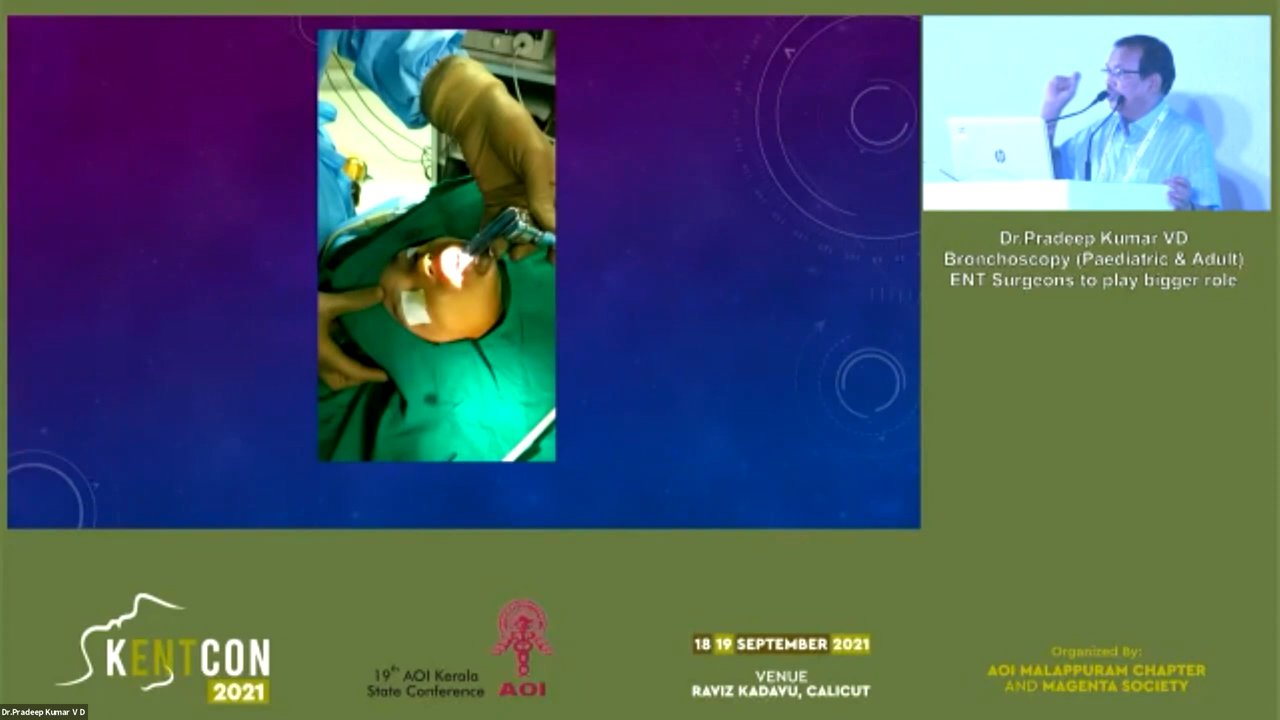 Dr.Pradeep Kumar VD
Bronchoscopy (Paediatric & Adult)
ENT Surgeons to play bigger role
KENTCON
2021
19th AOI Kerala
State Conference
AOI
18 19 SEPTEMBER 2021
VENUE
RAVIZ KADAVU, CALICUT
Organized By:
AOI MALAPPURAM CHAPTER
AND MAGENTA SOCIETY
Dr.Pradeep Kumar V D